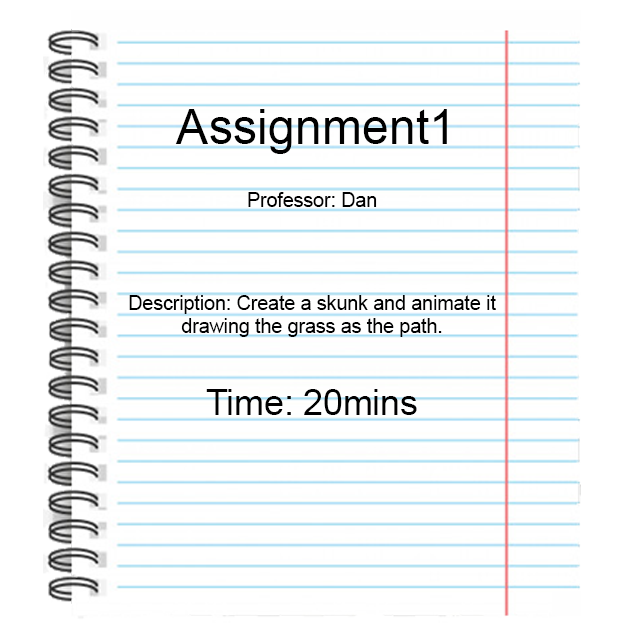 Assignment1
Professor: Dan
Description: Create a skunk and animate it
drawing the grass as the path.
Time: 20mins